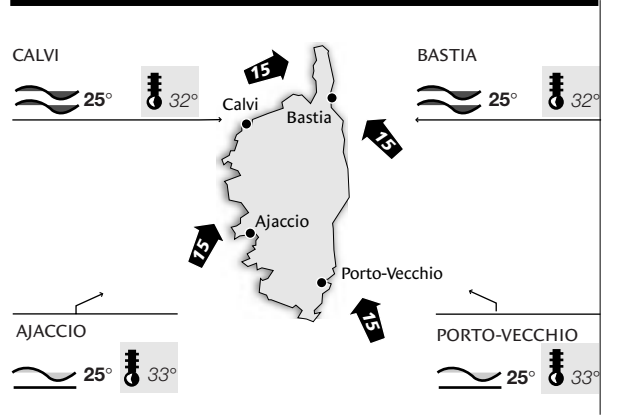 CALVI
25° 32°
BASTIA
25° 32°
15
Calvi
Bastia
15
Ajaccio
15
Porto-Vecchio
15
AJACCIO
25° 33°
PORTO-VECCHIO
25° 33°